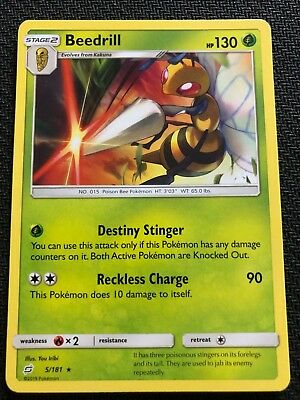 STAGE2 Beedrill HP130
Evolves from Kakuna
NO. 015 Poison Bee Pokémon HT: 3'03" WT: 65.0 lbs.
Destiny Stinger
You can use this attack only if this Pokémon has any damage
counters on it. Both Active Pokémon are Knocked Out.
Reckless Charge 90
This Pokémon does 10 damage to itself.
weakness ×2 resistance retreat
Illus. You Iribi
5/181 ★
©2019 Pokémon
It has three poisonous stingers on its forelegs
and its tail. They are used to jab its enemy
repeatedly.